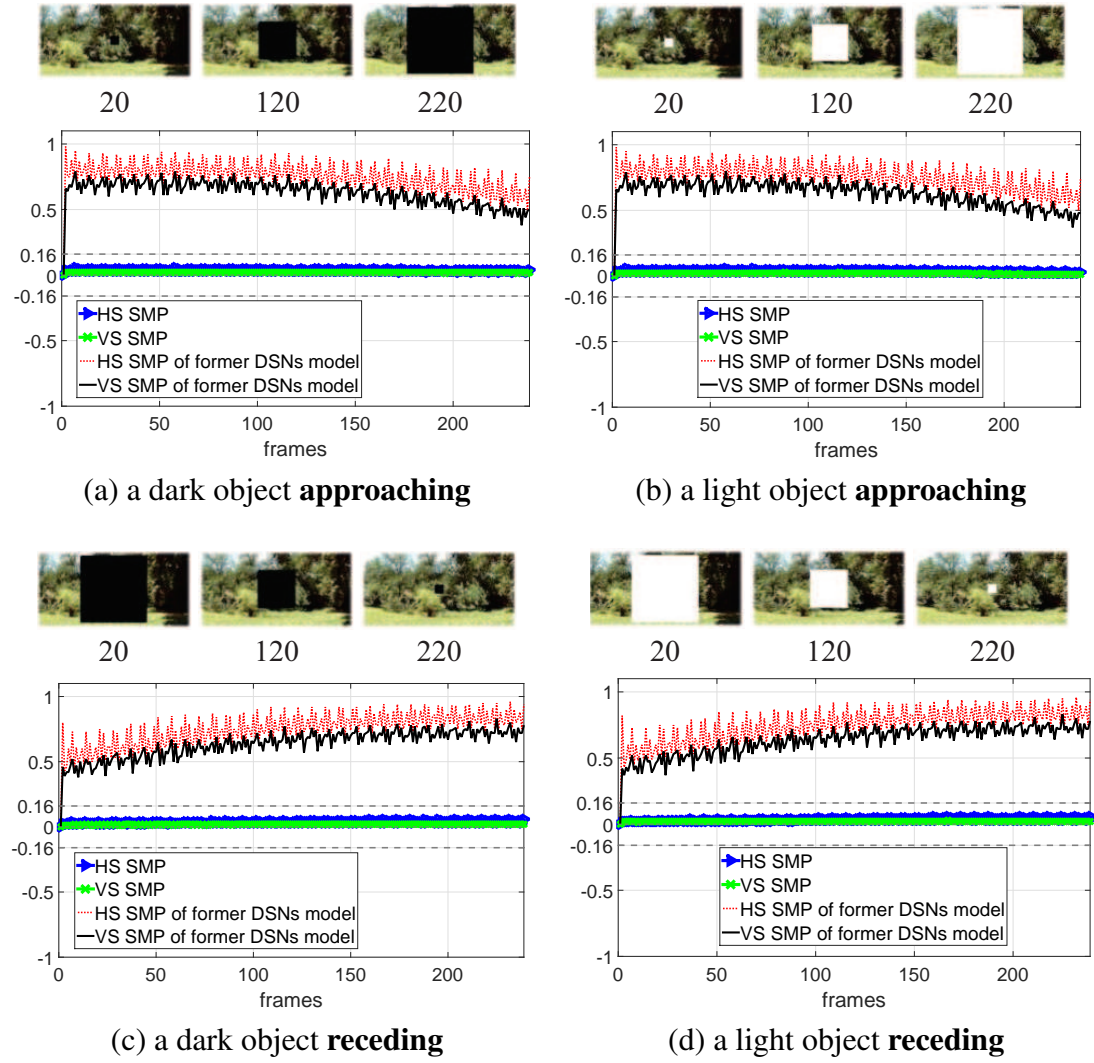 20 120 220
20 120 220
1
0.5
0.16
0
-0.16
-0.5
-1
HS SMP
VS SMP
HS SMP of former DSNs model
VS SMP of former DSNs model
0 50 100 150 200
frames
(a) a dark object approaching
1
0.5
0.16
0
-0.16
-0.5
-1
HS SMP
VS SMP
HS SMP of former DSNs model
VS SMP of former DSNs model
0 50 100 150 200
frames
(b) a light object approaching
20 120 220
20 120 220
1
0.5
0.16
0
-0.16
-0.5
-1
HS SMP
VS SMP
HS SMP of former DSNs model
VS SMP of former DSNs model
0 50 100 150 200
frames
(c) a dark object receding
1
0.5
0.16
0
-0.16
-0.5
-1
HS SMP
VS SMP
HS SMP of former DSNs model
VS SMP of former DSNs model
0 50 100 150 200
frames
(d) a light object receding